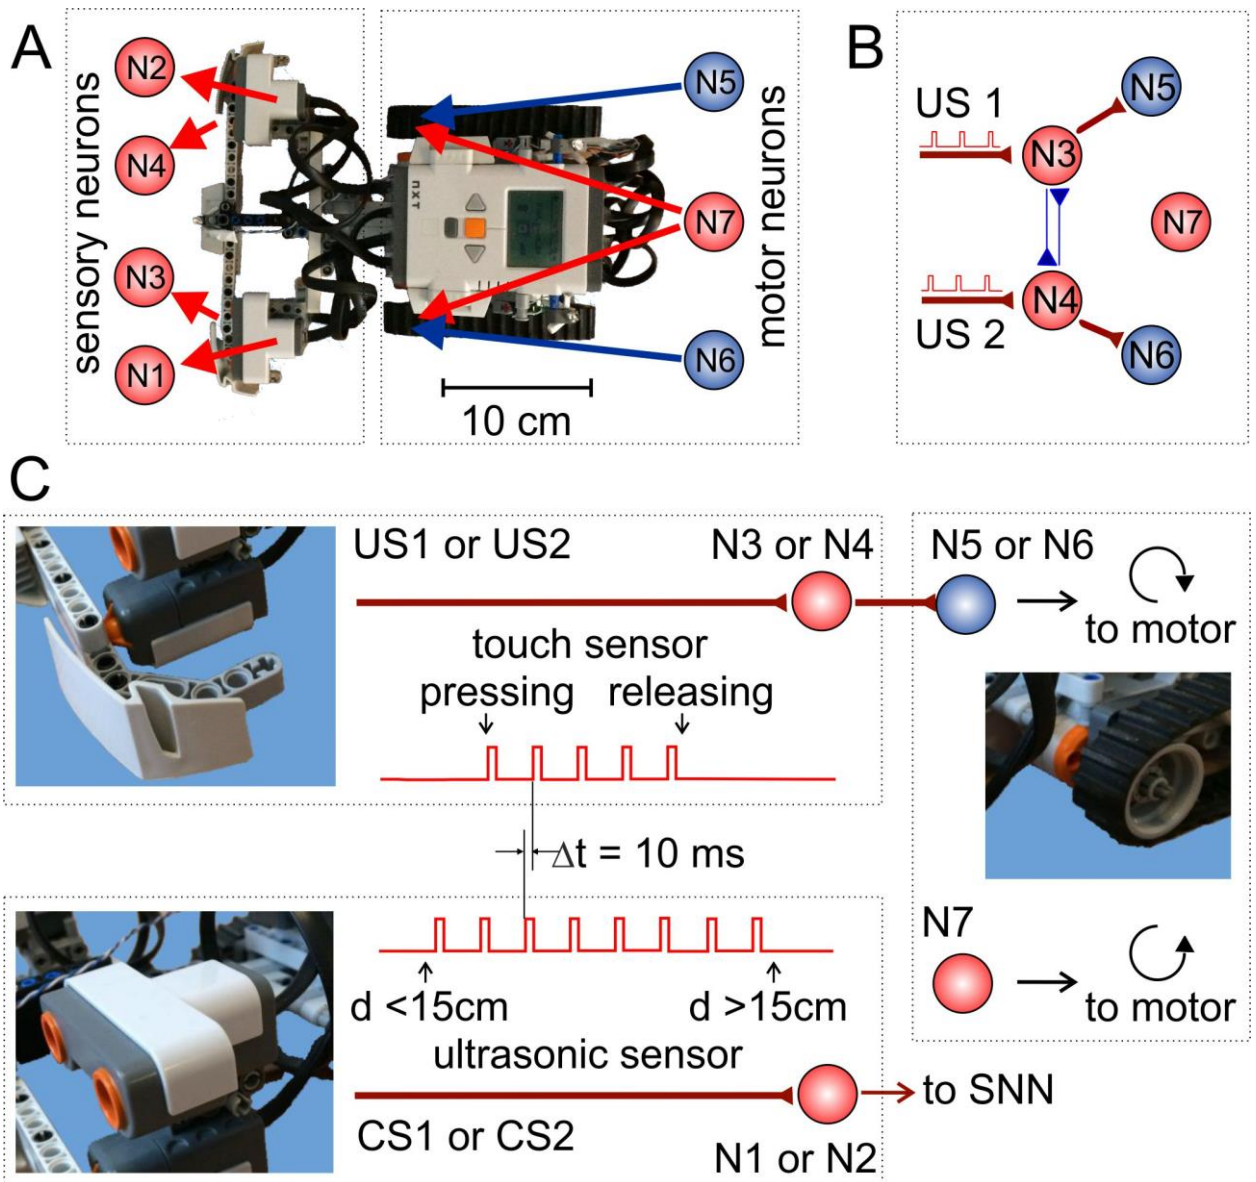 A
sensory neurons
N2
N4
N3
N1
nxt
N5
N7
N6
motor neurons
10 cm
B
US 1
N5
N3
N7
N4
US 2
N6
C
US1 or US2
N3 or N4
N5 or N6
touch sensor
to motor
pressing
releasing
Δt = 10 ms
N7
d <15cm
d >15cm
to motor
ultrasonic sensor
to SNN
CS1 or CS2
N1 or N2